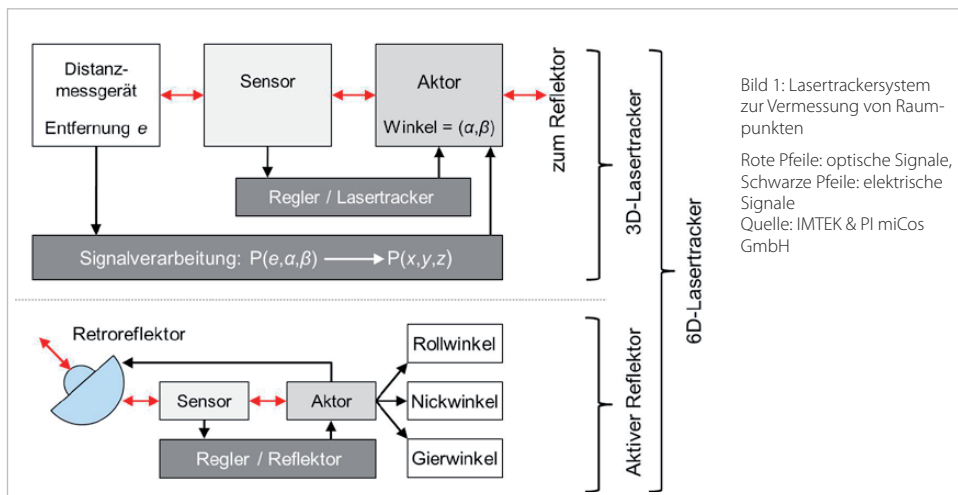 Distanz-
messgerät
Entfernung e
Sensor
Aktor
Winkel = (α,β)
zum Reflektor
Regler / Lasertracker
Signalverarbeitung: P(e,α,β) ⟶ P(x,y,z)
3D-Lasertracker
Retroreflektor
Sensor
Aktor
Regler / Reflektor
Rollwinkel
Nickwinkel
Gierwinkel
Aktiver Reflektor
6D-Lasertracker
Bild 1: Lasertrackersystem
zur Vermessung von Raum-
punkten
Rote Pfeile: optische Signale,
Schwarze Pfeile: elektrische
Signale
Quelle: IMTEK & PI miCos
GmbH